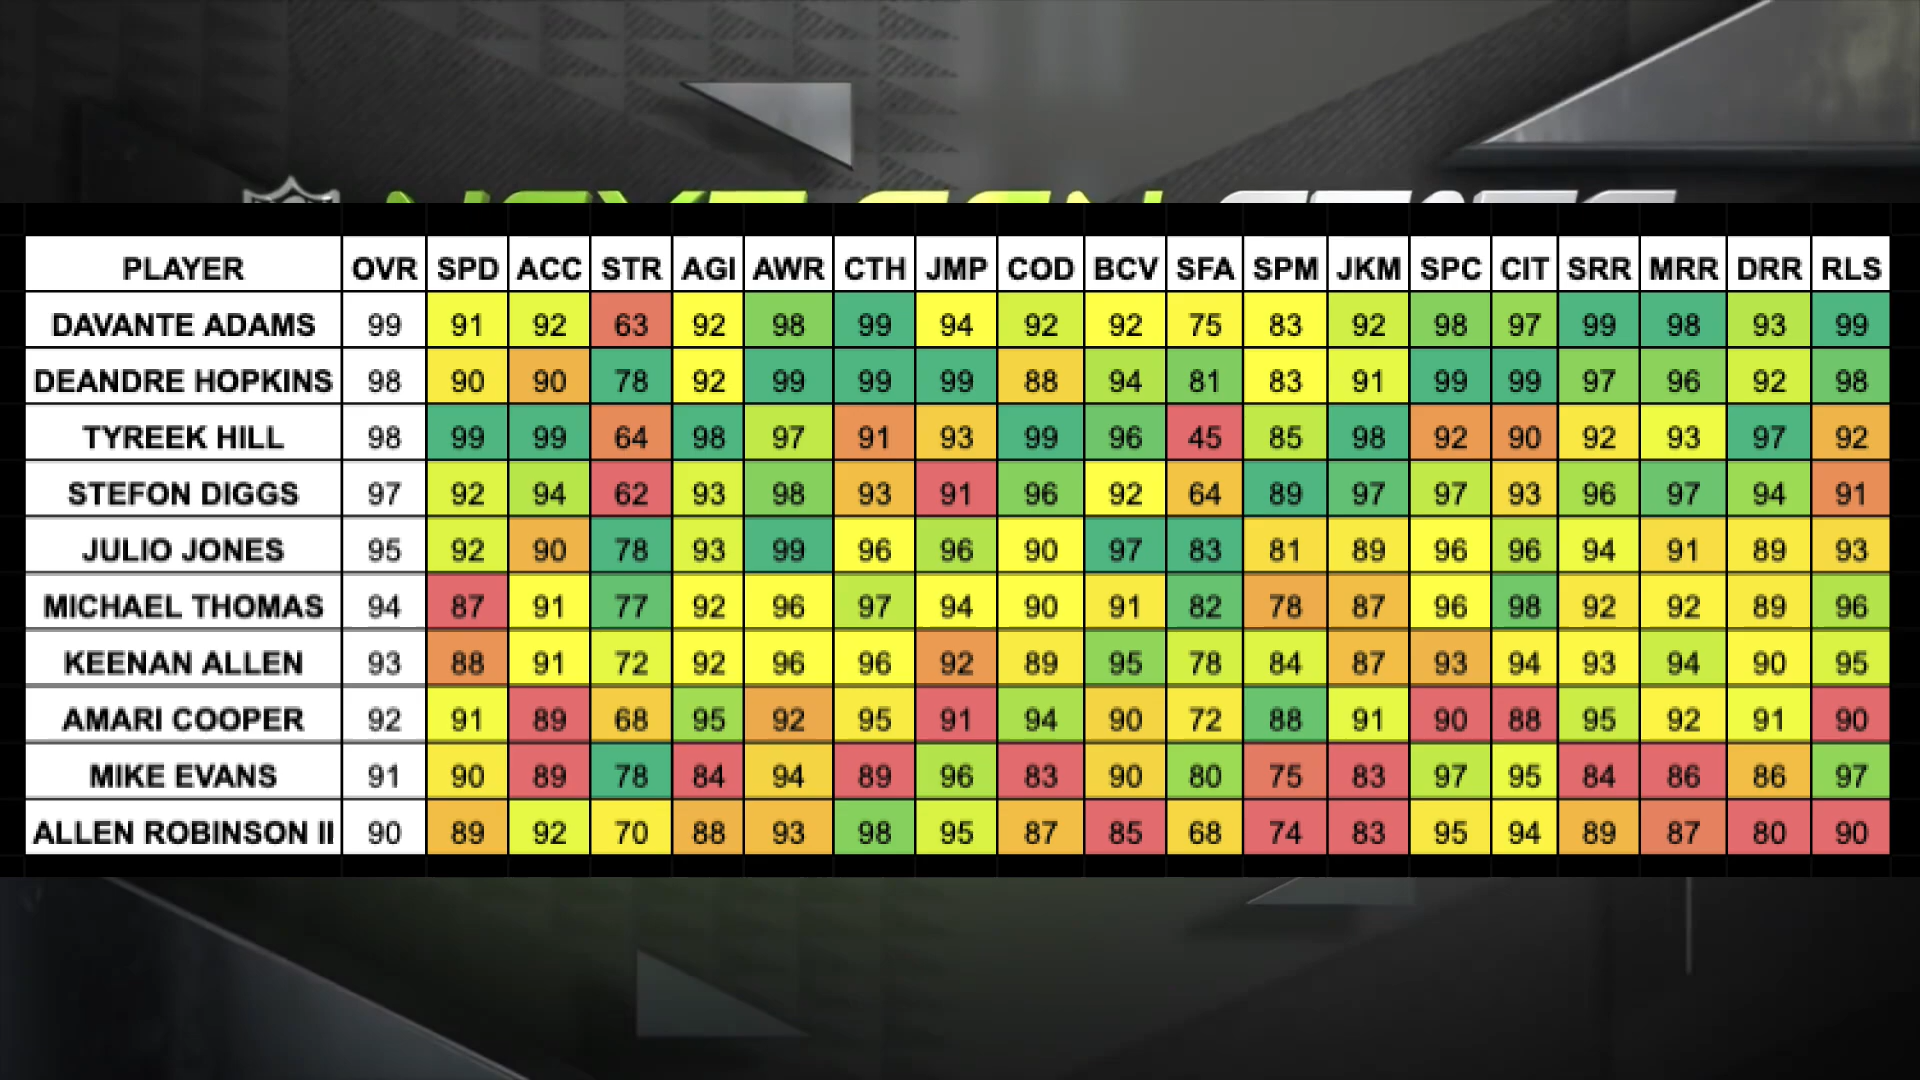 PLAYER OVR SPD ACC STR AGI AWR CTH JMP COD BCV SFA SPM JKM SPC CIT SRR MRR DRR RLS
DAVANTE ADAMS 99 91 92 63 92 98 99 94 92 92 75 83 92 98 97 99 98 93 99
DEANDRE HOPKINS 98 90 90 78 92 99 99 99 88 94 81 83 91 99 99 97 96 92 98
TYREEK HILL 98 99 99 64 98 97 91 93 99 96 45 85 98 92 90 92 93 97 92
STEFON DIGGS 97 92 94 62 93 98 93 91 96 92 64 89 97 97 93 96 97 94 91
JULIO JONES 95 92 90 78 93 99 96 96 90 97 83 81 89 96 96 94 91 89 93
MICHAEL THOMAS 94 87 91 77 92 96 97 94 90 91 82 78 87 96 98 92 92 89 96
KEENAN ALLEN 93 88 91 72 92 96 96 92 89 95 78 84 87 93 94 93 94 90 95
AMARI COOPER 92 91 89 68 95 92 95 91 94 90 72 88 91 90 88 95 92 91 90
MIKE EVANS 91 90 89 78 84 94 89 96 83 90 80 75 83 97 95 84 86 86 97
ALLEN ROBINSON II 90 89 92 70 88 93 98 95 87 85 68 74 83 95 94 89 87 80 90